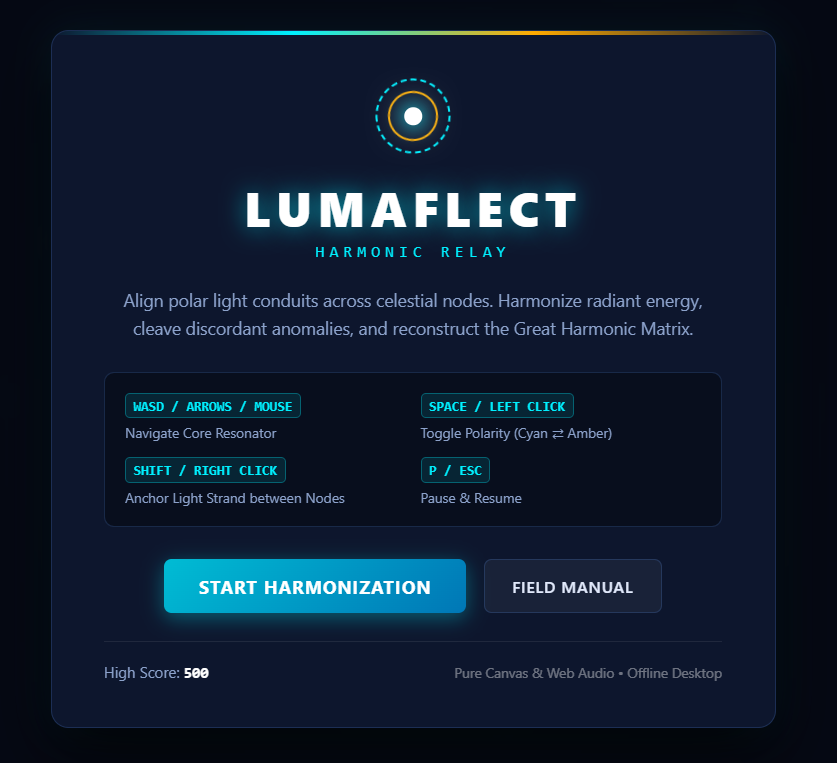 LUMAFLECT
HARMONIC RELAY
Align polar light conduits across celestial nodes. Harmonize radiant energy,
cleave discordant anomalies, and reconstruct the Great Harmonic Matrix.
WASD / ARROWS / MOUSE
Navigate Core Resonator
SPACE / LEFT CLICK
Toggle Polarity (Cyan ⇄ Amber)
SHIFT / RIGHT CLICK
Anchor Light Strand between Nodes
P / ESC
Pause & Resume
START HARMONIZATION
FIELD MANUAL
High Score: 500
Pure Canvas & Web Audio • Offline Desktop